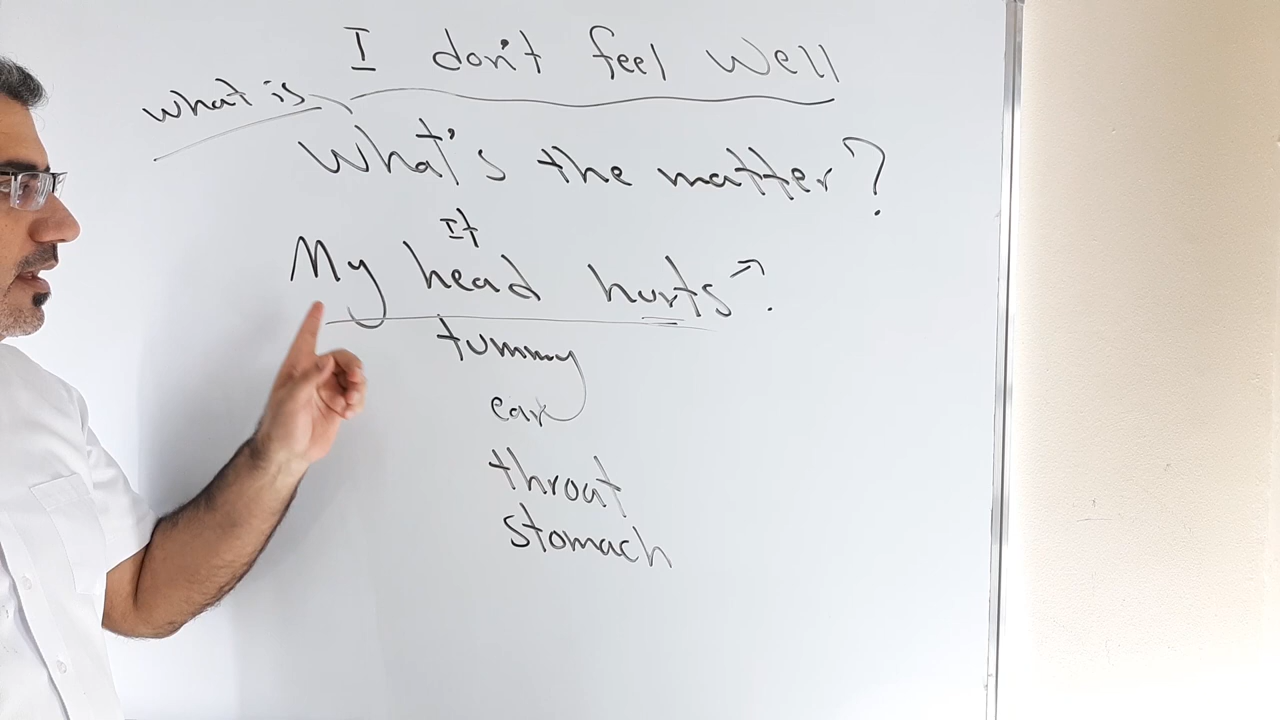 I don't feel well
what is
What's the matter?
It
My head hurts.
tummy
ear
throat
stomach